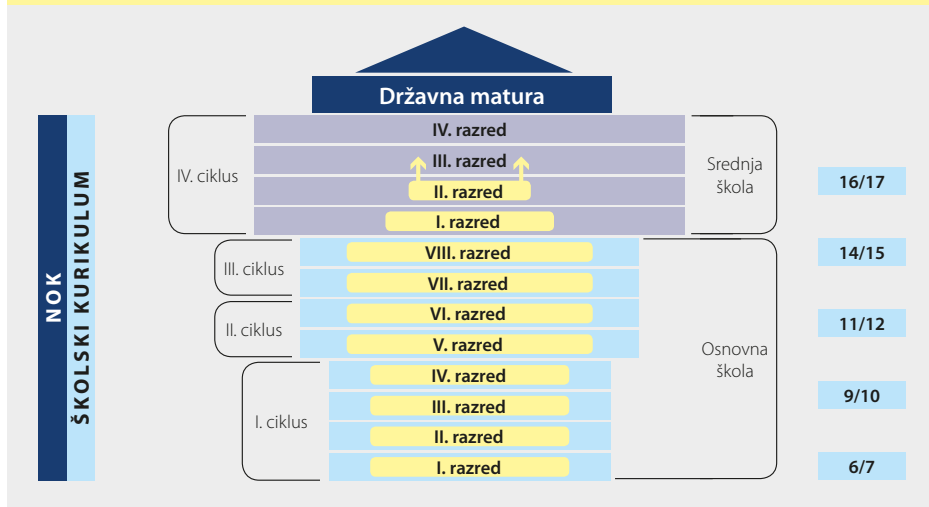 Državna matura
IV. razred
III. razred
II. razred
I. razred
VIII. razred
VII. razred
VI. razred
V. razred
IV. razred
III. razred
II. razred
I. razred
IV. ciklus
III. ciklus
II. ciklus
I. ciklus
Srednja
škola
Osnovna
škola
16/17
14/15
11/12
9/10
6/7
NOK
ŠKOLSKI KURIKULUM